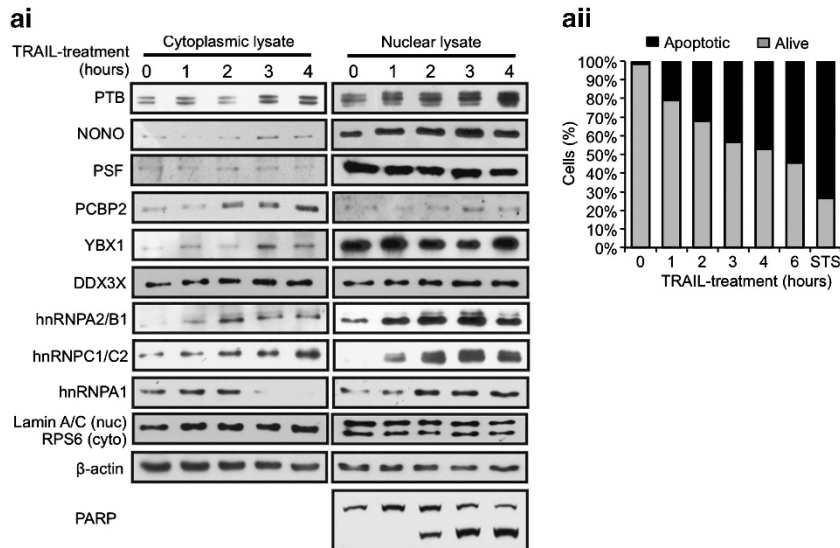 ai
Cytoplasmic lysate Nuclear lysate
TRAIL-treatment
(hours) 0 1 2 3 4 0 1 2 3 4
PTB
NONO
PSF
PCBP2
YBX1
DDX3X
hnRNPA2/B1
hnRNPC1/C2
hnRNPA1
Lamin A/C (nuc)
RPS6 (cyto)
β-actin
PARP
aii
Apoptotic Alive
100%
90%
80%
70%
60%
50%
40%
30%
20%
10%
0%
Cells (%)
0 1 2 3 4 6 STS
TRAIL-treatment (hours)